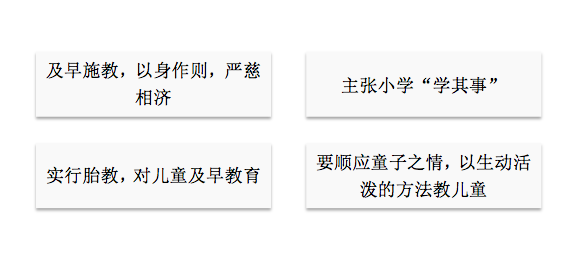 及早施教，以身作则，严慈
相济
主张小学“学其事”
实行胎教，对儿童及早教育
要顺应童子之情，以生动活
泼的方法教儿童